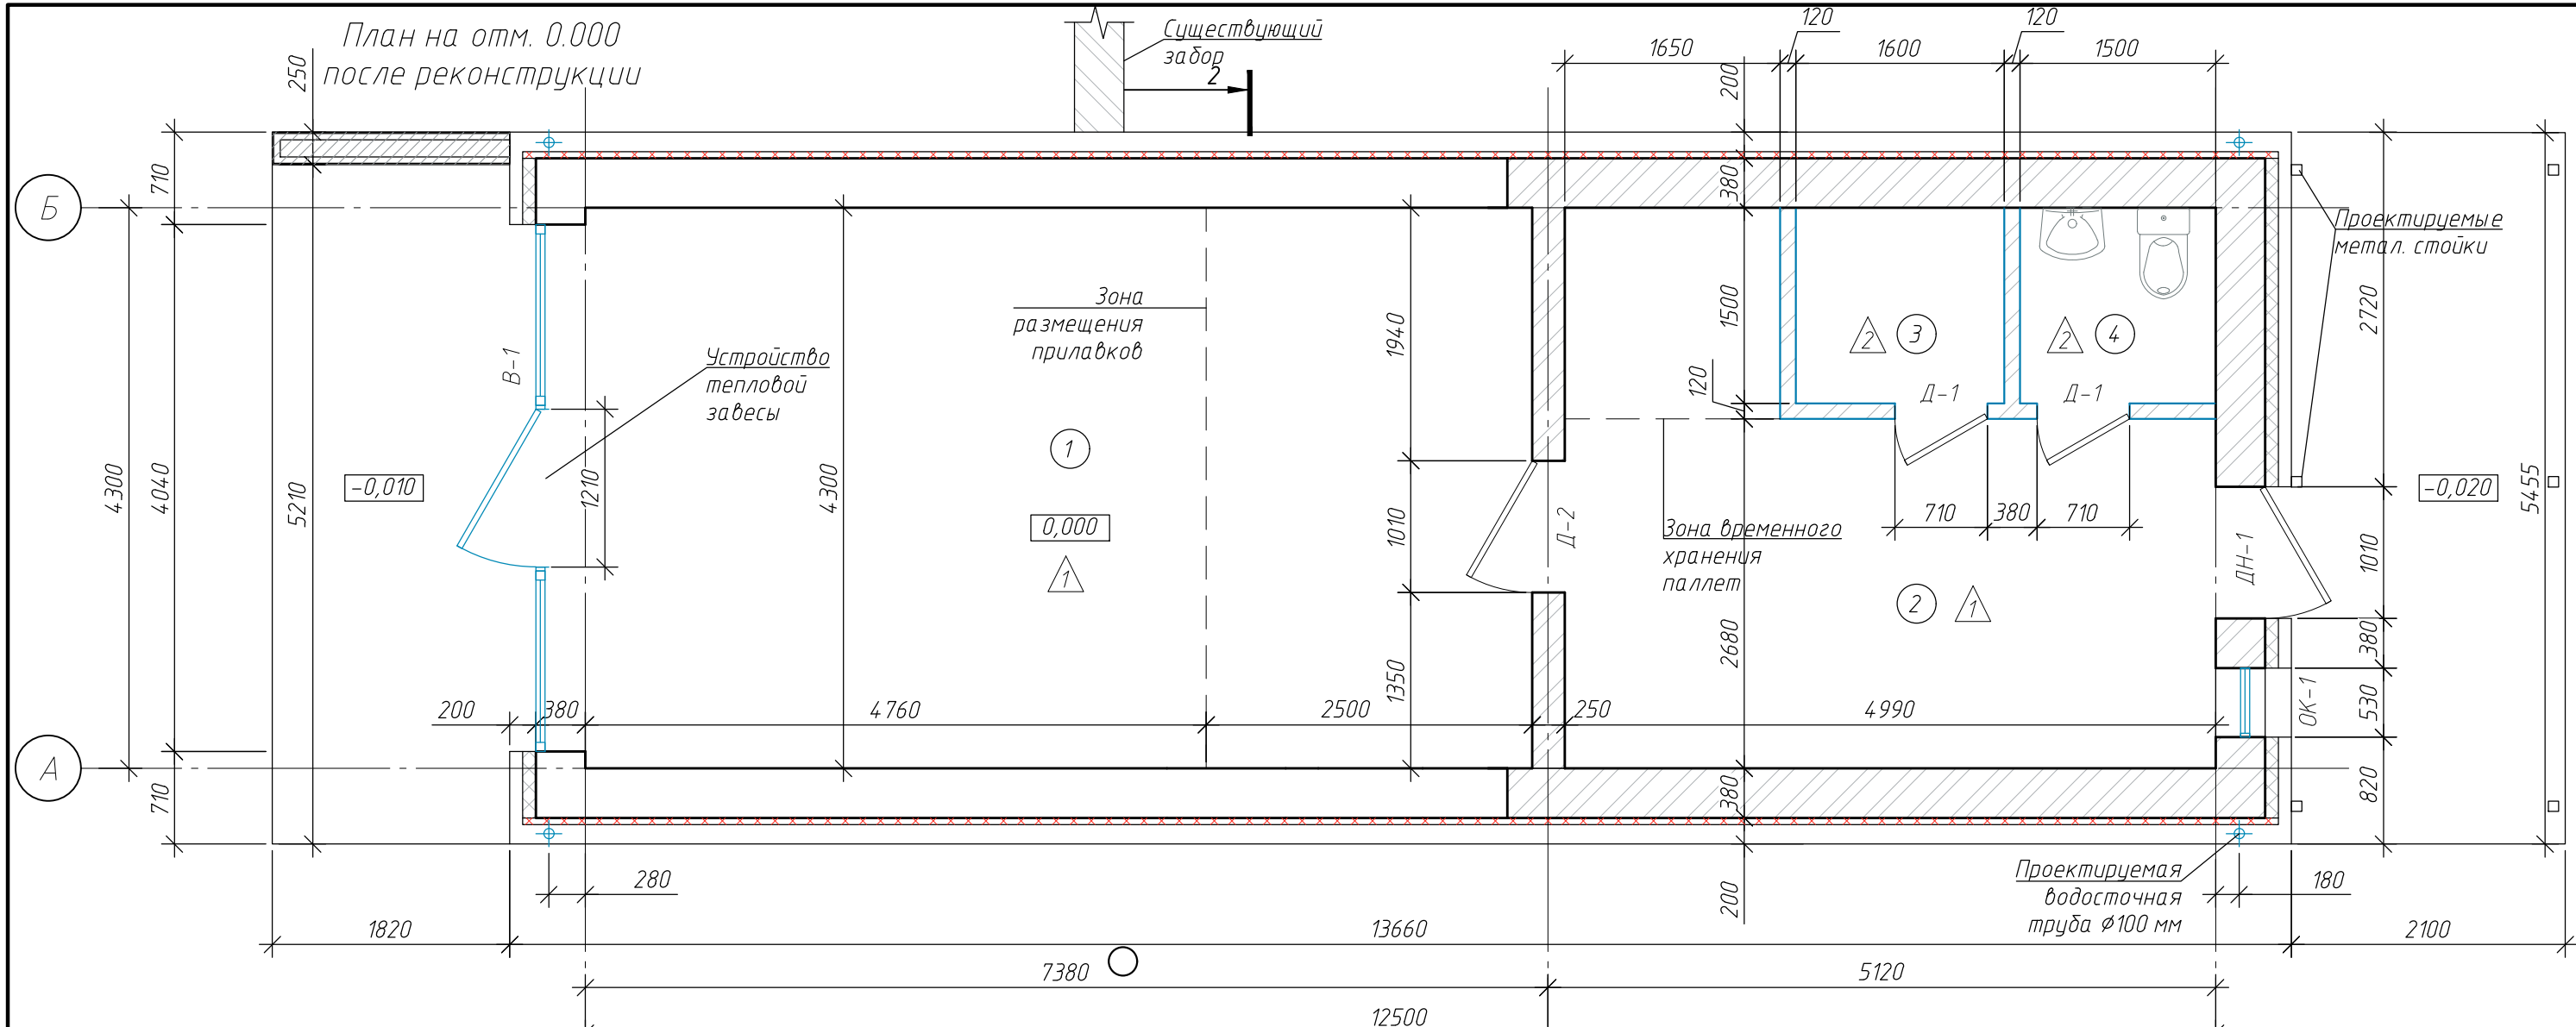 План на отм. 0.000
после реконструкции
Существующий
забор
2
120
120
1650
1600
1500
250
200
710
380
Б
Проектируемые
метал. стойки
Зона
размещения
прилавков
Устройство
тепловой
завесы
В-1
1940
1500
2720
2
3
2
4
Д-1
Д-1
120
1
4300
4040
5210
-0,010
1210
4300
0,000
1
1010
Д-2
710
380
710
Зона временного
хранения
паллет
2
1
ДН-1
1010
-0,020
5455
1350
2680
380
530
ОК-1
820
200
380
4760
2500
250
4990
А
710
380
280
200
Проектируемая
водосточная
труба ϕ100 мм
180
1820
13660
2100
7380
5120
12500